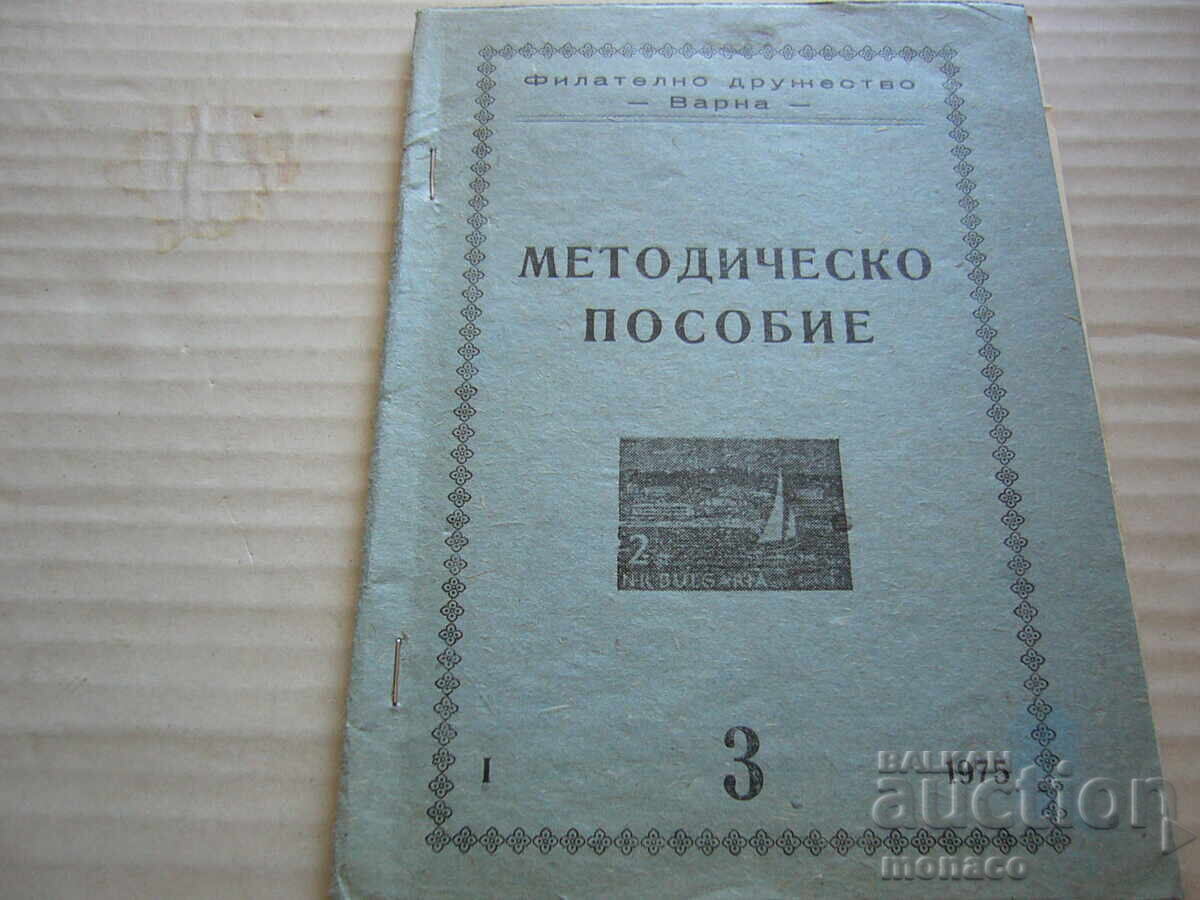 Филателно дружество
— Варна —
МЕТОДИЧЕСКО
ПОСОБИЕ
2
NR BULGARIA
I 3 1975
BALKAN
auction
monaco